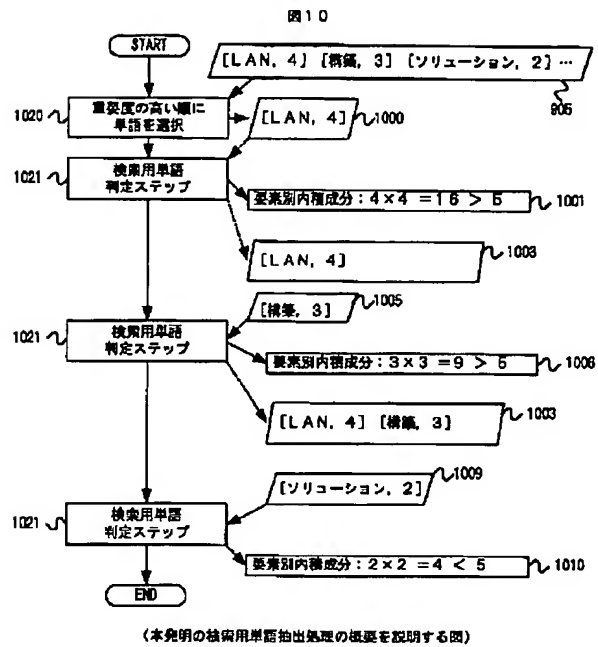 図10
START
[LAN, 4] [構築, 3] [ソリューション, 2] …
905
1020
重要度の高い順に
単語を選択
[LAN, 4]
1000
1021
検索用単語
判定ステップ
要素別内積成分:4×4=16 > 5
1001
[LAN, 4]
1003
[構築, 3]
1005
1021
検索用単語
判定ステップ
要素別内積成分:3×3=9 > 5
1006
[LAN, 4] [構築, 3]
1003
[ソリューション, 2]
1009
1021
検索用単語
判定ステップ
要素別内積成分:2×2=4 < 5
1010
END
(本発明の検索用単語抽出処理の概要を説明する図)